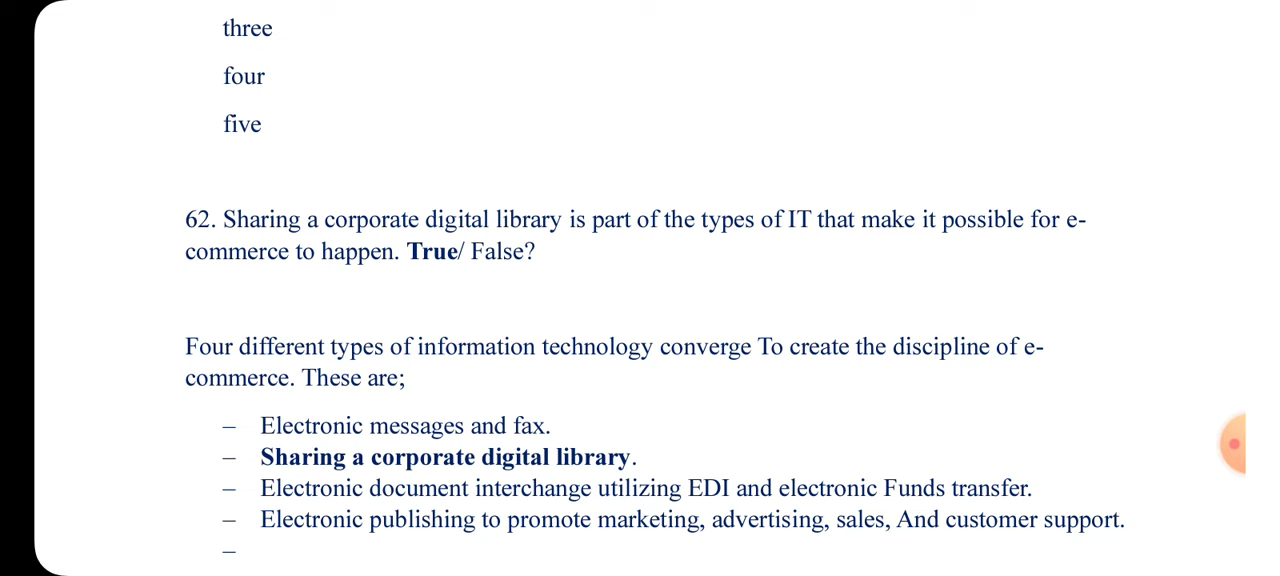 three
four
five
62. Sharing a corporate digital library is part of the types of IT that make it possible for e-
commerce to happen. True/ False?
Four different types of information technology converge To create the discipline of e-
commerce. These are;
– Electronic messages and fax.
– Sharing a corporate digital library.
– Electronic document interchange utilizing EDI and electronic Funds transfer.
– Electronic publishing to promote marketing, advertising, sales, And customer support.
–